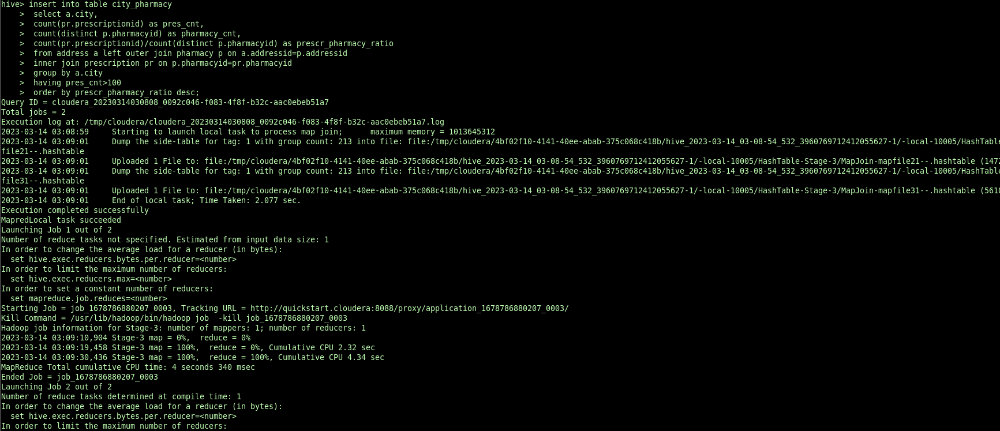 hive> insert into table city_pharmacy
    >  select a.city,
    >  count(pr.prescriptionid) as pres_cnt,
    >  count(distinct p.pharmacyid) as pharmacy_cnt,
    >  count(pr.prescriptionid)/count(distinct p.pharmacyid) as prescr_pharmacy_ratio
    >  from address a left outer join pharmacy p on a.addressid=p.addressid
    >  inner join prescription pr on p.pharmacyid=pr.pharmacyid
    >  group by a.city
    >  having pres_cnt>100
    >  order by prescr_pharmacy_ratio desc;
Query ID = cloudera_20230314030808_0092c046-f083-4f8f-b32c-aac0ebeb51a7
Total jobs = 2
Execution log at: /tmp/cloudera/cloudera_20230314030808_0092c046-f083-4f8f-b32c-aac0ebeb51a7.log
2023-03-14 03:08:59     Starting to launch local task to process map join;      maximum memory = 1013645312
2023-03-14 03:09:01     Dump the side-table for tag: 1 with group count: 213 into file: file:/tmp/cloudera/4bf02f10-4141-40ee-abab-375c068c418b/hive_2023-03-14_03-08-54_532_3960769712412055627-1/-local-10005/HashTable
file21--.hashtable
2023-03-14 03:09:01     Uploaded 1 File to: file:/tmp/cloudera/4bf02f10-4141-40ee-abab-375c068c418b/hive_2023-03-14_03-08-54_532_3960769712412055627-1/-local-10005/HashTable-Stage-3/MapJoin-mapfile21--.hashtable (1472
2023-03-14 03:09:01     Dump the side-table for tag: 1 with group count: 213 into file: file:/tmp/cloudera/4bf02f10-4141-40ee-abab-375c068c418b/hive_2023-03-14_03-08-54_532_3960769712412055627-1/-local-10005/HashTable
file31--.hashtable
2023-03-14 03:09:01     Uploaded 1 File to: file:/tmp/cloudera/4bf02f10-4141-40ee-abab-375c068c418b/hive_2023-03-14_03-08-54_532_3960769712412055627-1/-local-10005/HashTable-Stage-3/MapJoin-mapfile31--.hashtable (5610
2023-03-14 03:09:01     End of local task; Time Taken: 2.077 sec.
Execution completed successfully
MapredLocal task succeeded
Launching Job 1 out of 2
Number of reduce tasks not specified. Estimated from input data size: 1
In order to change the average load for a reducer (in bytes):
  set hive.exec.reducers.bytes.per.reducer=<number>
In order to limit the maximum number of reducers:
  set hive.exec.reducers.max=<number>
In order to set a constant number of reducers:
  set mapreduce.job.reduces=<number>
Starting Job = job_1678786880207_0003, Tracking URL = http://quickstart.cloudera:8088/proxy/application_1678786880207_0003/
Kill Command = /usr/lib/hadoop/bin/hadoop job  -kill job_1678786880207_0003
Hadoop job information for Stage-3: number of mappers: 1; number of reducers: 1
2023-03-14 03:09:10,904 Stage-3 map = 0%,  reduce = 0%
2023-03-14 03:09:19,458 Stage-3 map = 100%,  reduce = 0%, Cumulative CPU 2.32 sec
2023-03-14 03:09:30,436 Stage-3 map = 100%,  reduce = 100%, Cumulative CPU 4.34 sec
MapReduce Total cumulative CPU time: 4 seconds 340 msec
Ended Job = job_1678786880207_0003
Launching Job 2 out of 2
Number of reduce tasks determined at compile time: 1
In order to change the average load for a reducer (in bytes):
  set hive.exec.reducers.bytes.per.reducer=<number>
In order to limit the maximum number of reducers: